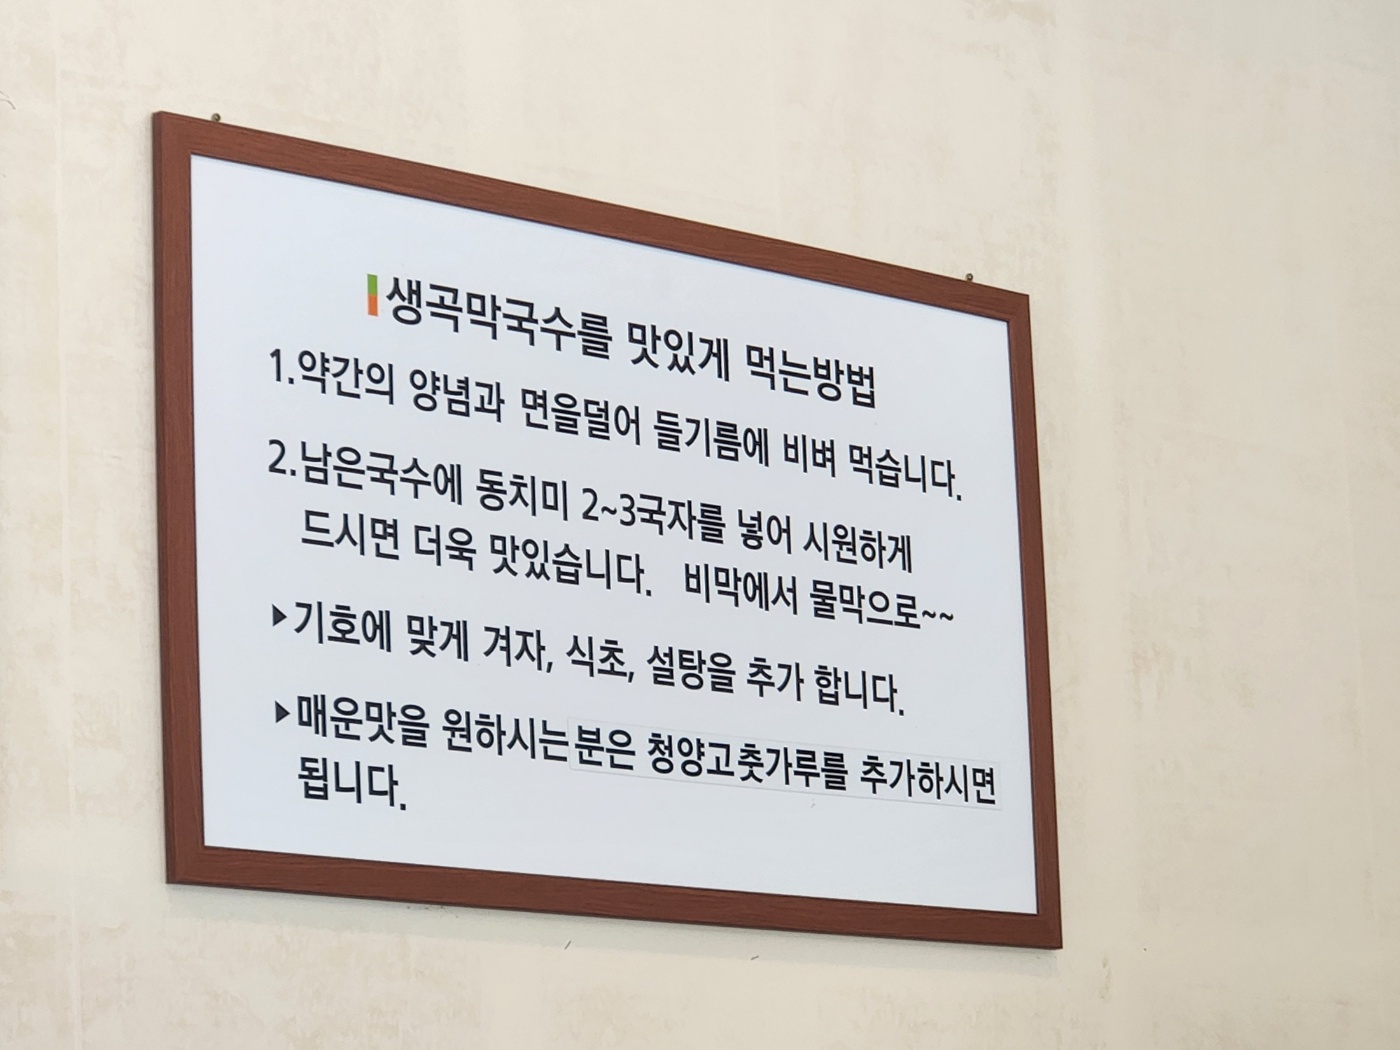 생곡막국수를 맛있게 먹는방법
1.약간의 양념과 면을덜어 들기름에 비벼 먹습니다.
2.남은국수에 동치미 2~3국자를 넣어 시원하게
드시면 더욱 맛있습니다. 비막에서 물막으로~~
▶기호에 맞게 겨자, 식초, 설탕을 추가 합니다.
▶매운맛을 원하시는분은 청양고춧가루를 추가하시면
됩니다.